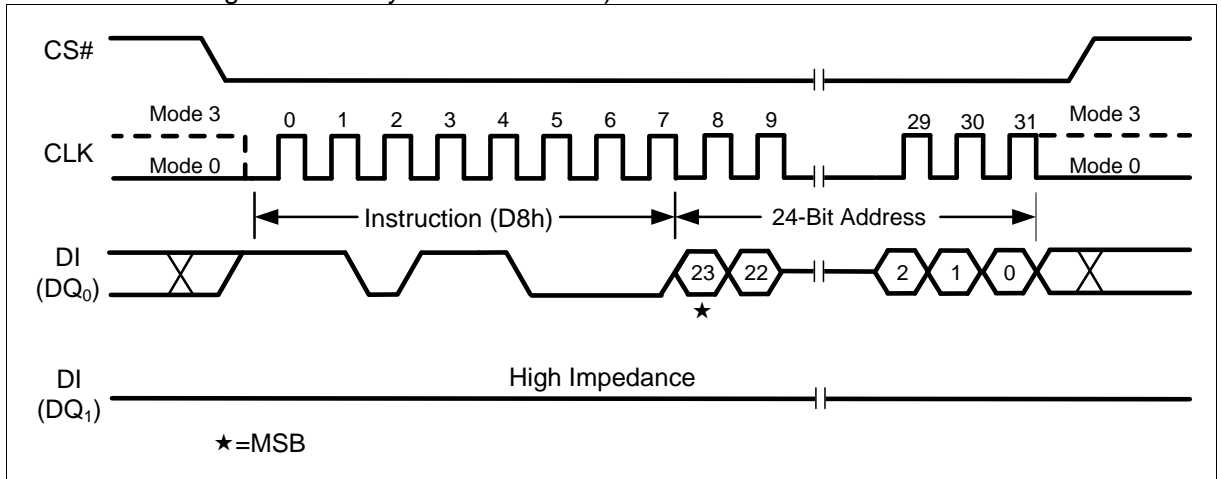 CS#
Mode 3 0 1 2 3 4 5 6 7 8 9 29 30 31 Mode 3
CLK
Mode 0 Mode 0
Instruction (D8h) 24-Bit Address
DI
(DQ0) 23 22 2 1 0
★
DI High Impedance
(DQ1)
★=MSB